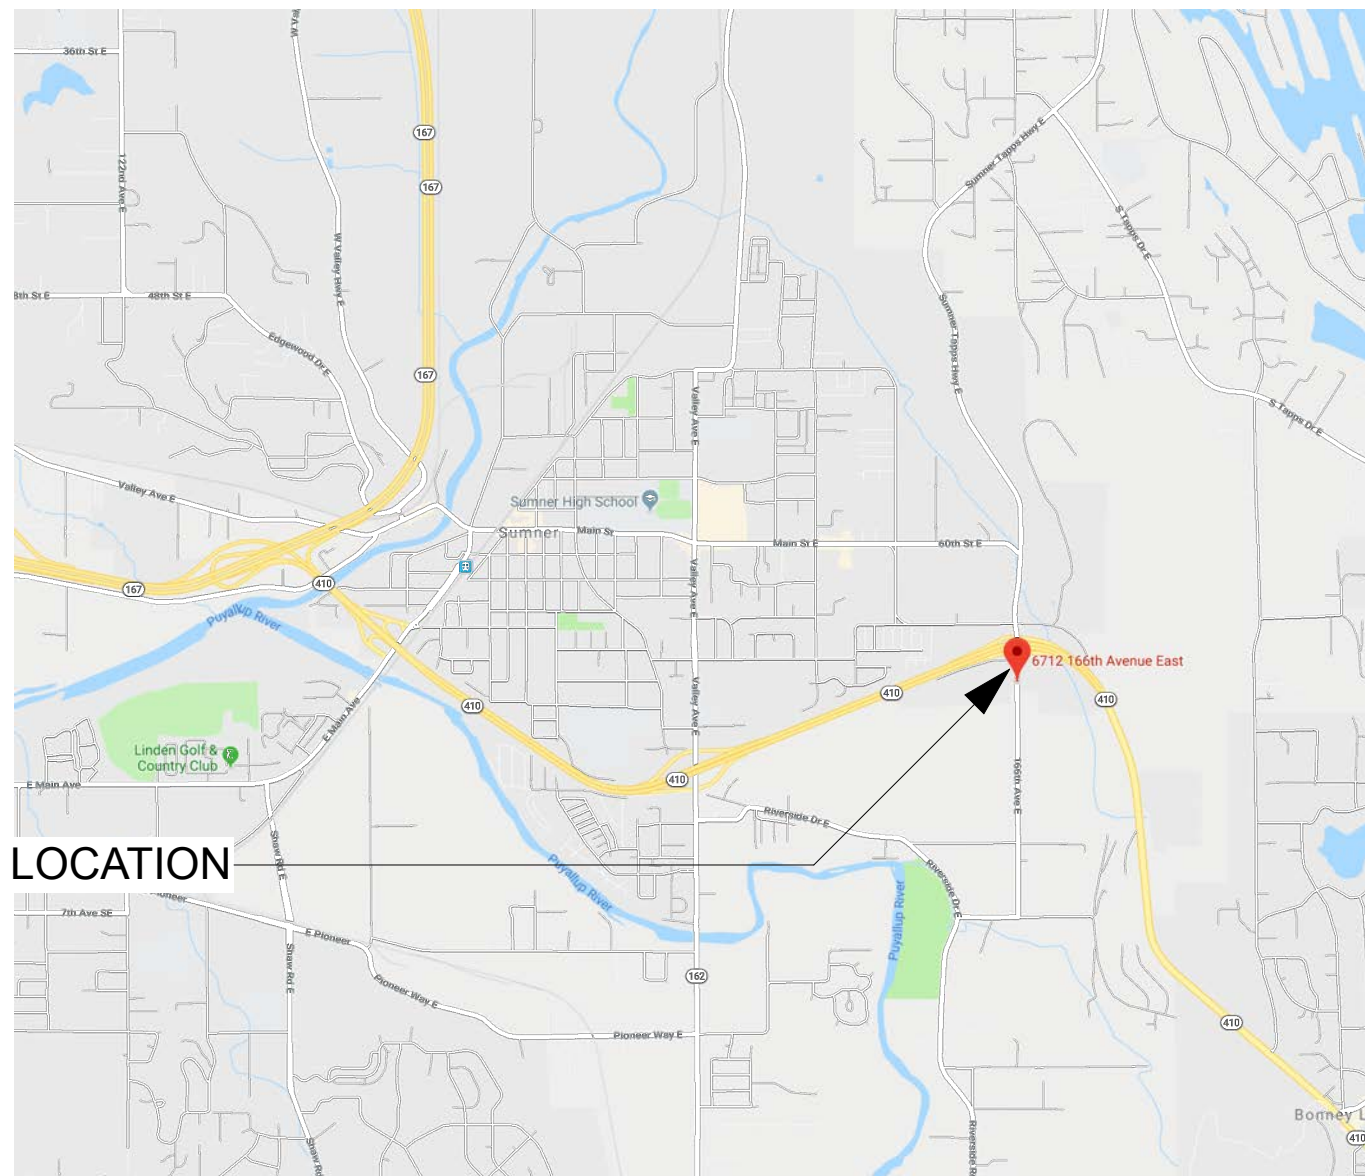 W V
36th St E
167
122nd Ave E
167
Sumner Tapps Hwy E
S Tapps Dr E
W Valley Hwy E
8th St E
48th St E
Edgewood Dr E
Sumner Tapps Hwy E
167
Valley Ave E
S Tapps Dr E
Valley Ave E
Sumner High School
Sumner
Main St
Main St E
60th St E
167
410
Valley Ave E
Puyallup River
6712 166th Avenue East
410
410
410
Valley Ave E
E Main Ave
Linden Golf &
Country Club
410
E Main Ave
166th Ave E
Riverside Dr E
Shaw Rd E
LOCATION
Puyallup River
Riverside Dr E
Puyallup River
ioneer
7th Ave SE
E Pioneer
Shaw Rd E
162
Pioneer Way E
410
Pioneer Way E
Bonney L
410
Shaw Rd
Riverside R